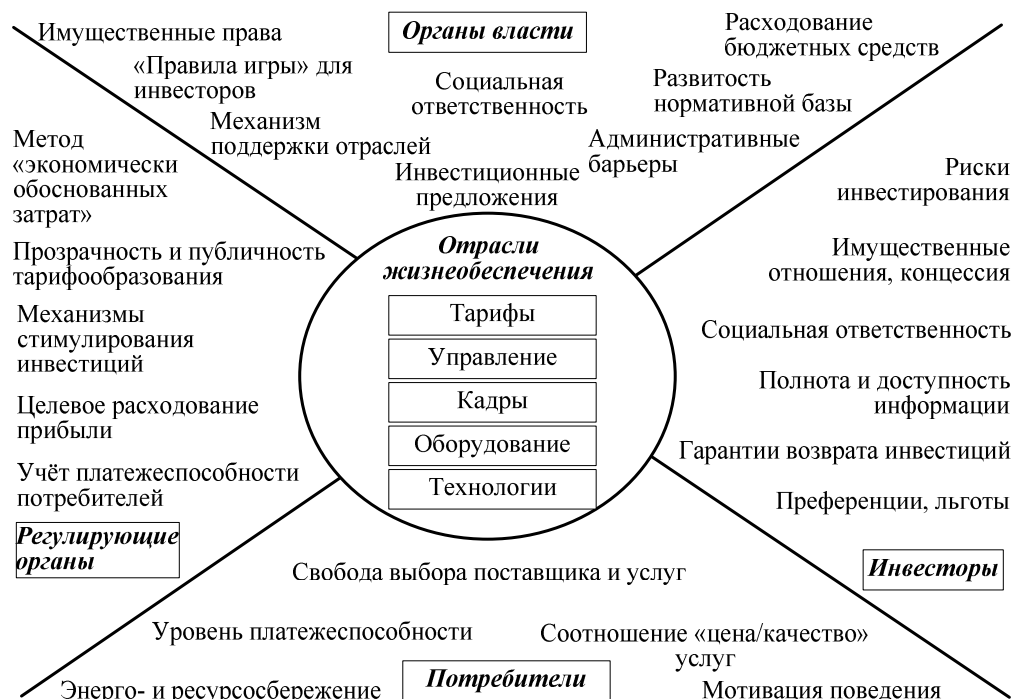 Органы власти
Имущественные права
«Правила игры» для
инвесторов
Механизм
поддержки отраслей
Социальная
ответственность
Инвестиционные
предложения
Расходование
бюджетных средств
Развитость
нормативной базы
Административные
барьеры
Метод
«экономически
обоснованных
затрат»
Прозрачность и публичность
тарифообразования
Механизмы
стимулирования
инвестиций
Целевое расходование
прибыли
Учёт платежеспособности
потребителей
Регулирующие
органы
Отрасли
жизнеобеспечения
Тарифы
Управление
Кадры
Оборудование
Технологии
Риски
инвестирования
Имущественные
отношения, концессия
Социальная ответственность
Полнота и доступность
информации
Гарантии возврата инвестиций
Преференции, льготы
Инвесторы
Свобода выбора поставщика и услуг
Уровень платежеспособности
Соотношение «цена/качество»
услуг
Энерго- и ресурсосбережение
Потребители
Мотивация поведения